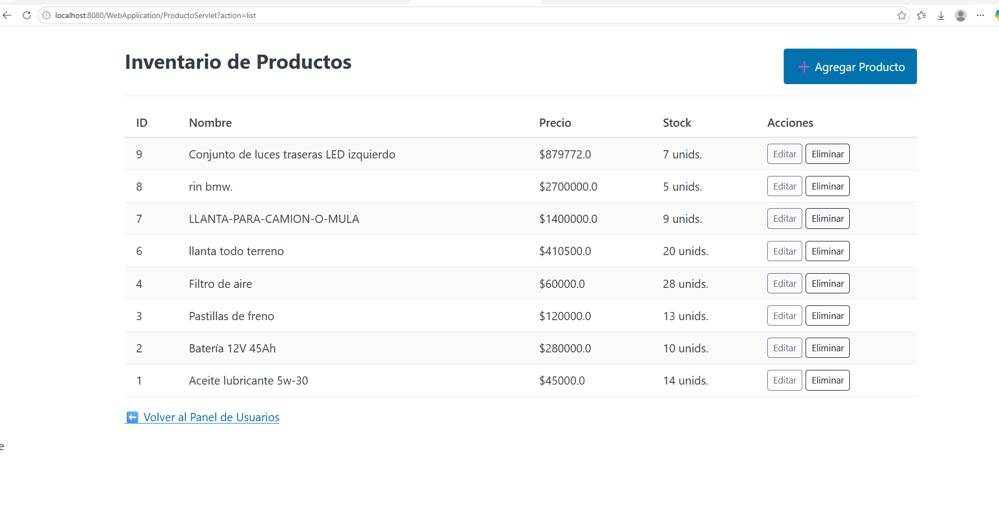 localhost:8080/WebApplication/ProductoServlet?action=list
Inventario de Productos
Agregar Producto
ID Nombre Precio Stock Acciones
9 Conjunto de luces traseras LED izquierdo $879772.0 7 unids. Editar Eliminar
8 rin bmw. $2700000.0 5 unids. Editar Eliminar
7 LLANTA-PARA-CAMION-O-MULA $1400000.0 9 unids. Editar Eliminar
6 llanta todo terreno $410500.0 20 unids. Editar Eliminar
4 Filtro de aire $60000.0 28 unids. Editar Eliminar
3 Pastillas de freno $120000.0 13 unids. Editar Eliminar
2 Batería 12V 45Ah $280000.0 10 unids. Editar Eliminar
1 Aceite lubricante 5w-30 $45000.0 14 unids. Editar Eliminar
Volver al Panel de Usuarios
e